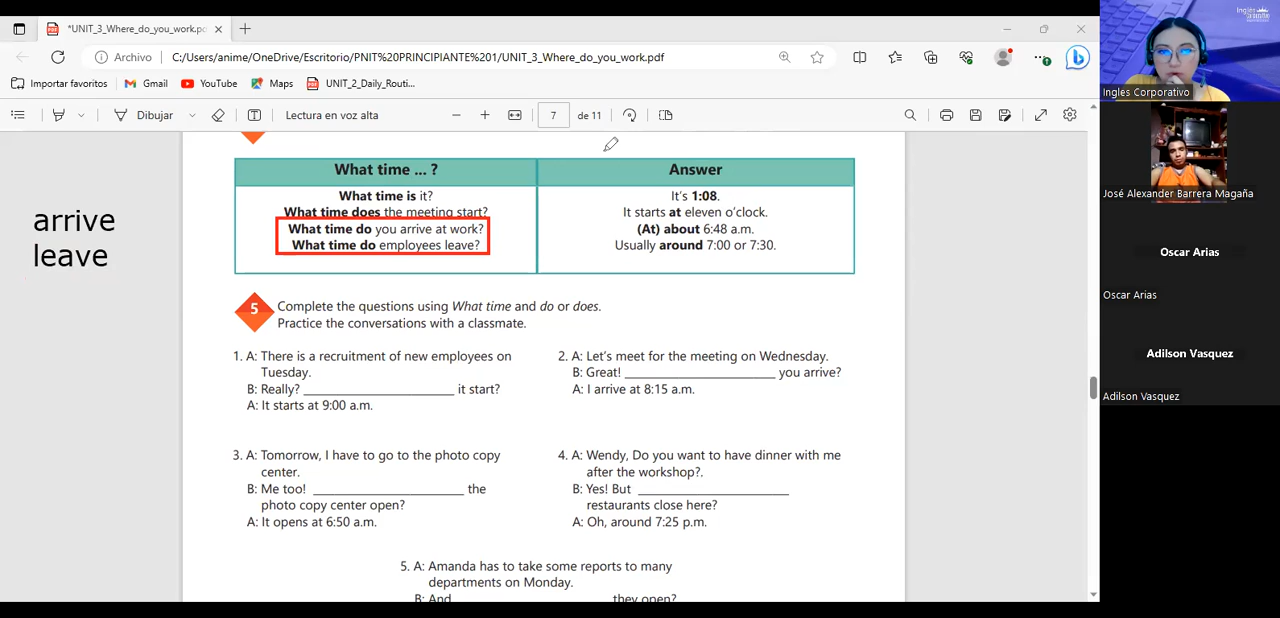 *UNIT_3_Where_do_you_work.pd
Archivo
C:/Users/anime/OneDrive/Escritorio/PNIT%20PRINCIPIANTE%201/UNIT_3_Where_do_you_work.pdf
Importar favoritos
Gmail
YouTube
Maps
UNIT_2_Daily_Routi...
Dibujar
Lectura en voz alta
7
de 11
arrive
leave
What time ... ?
Answer
What time is it?
It's 1:08.
What time does the meeting start?
It starts at eleven o'clock.
What time do you arrive at work?
(At) about 6:48 a.m.
What time do employees leave?
Usually around 7:00 or 7:30.
5
Complete the questions using What time and do or does.
Practice the conversations with a classmate.
1. A: There is a recruitment of new employees on
Tuesday.
B: Really? ______________________ it start?
A: It starts at 9:00 a.m.
2. A: Let's meet for the meeting on Wednesday.
B: Great! ______________________ you arrive?
A: I arrive at 8:15 a.m.
3. A: Tomorrow, I have to go to the photo copy
center.
B: Me too! ______________________ the
photo copy center open?
A: It opens at 6:50 a.m.
4. A: Wendy, Do you want to have dinner with me
after the workshop?.
B: Yes! But ______________________
restaurants close here?
A: Oh, around 7:25 p.m.
5. A: Amanda has to take some reports to many
departments on Monday.
B: And ______________________ they open?
Ingles Corporativo
José Alexander Barrera Magaña
Oscar Arias
Oscar Arias
Adilson Vasquez
Adilson Vasquez